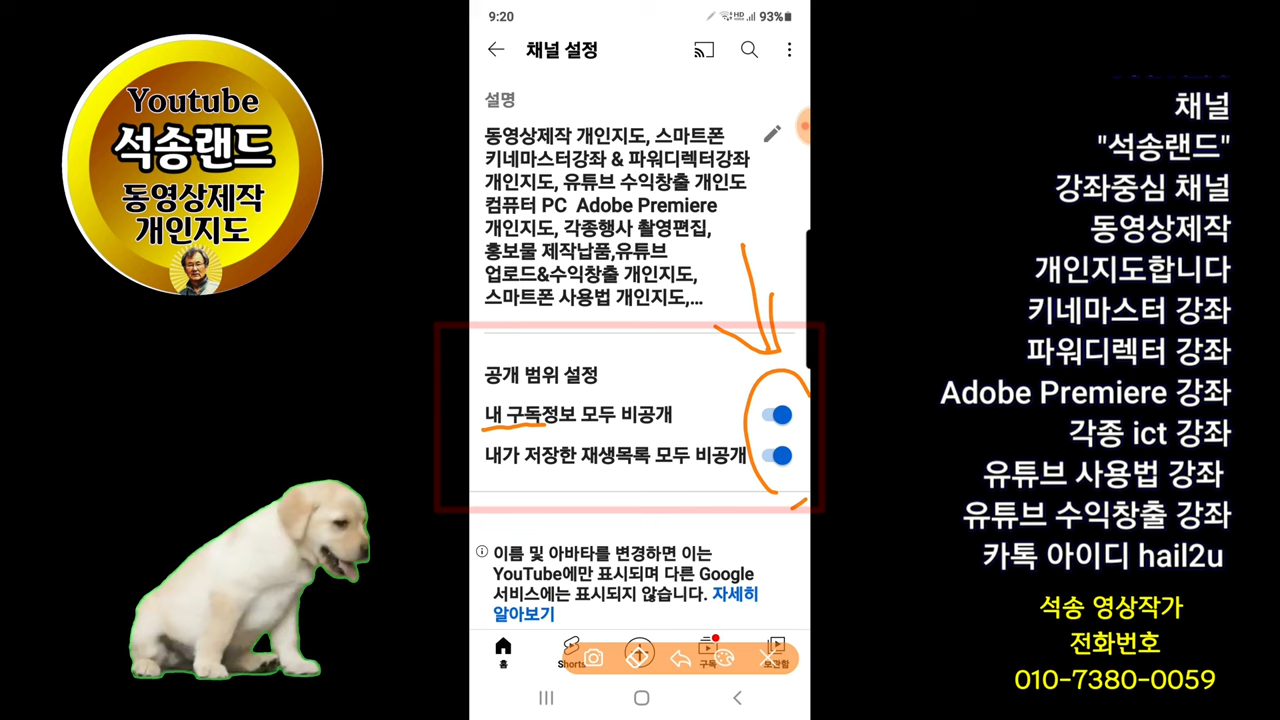 Youtube
석송랜드
동영상제작
개인지도
9:20
93%
채널 설정
설명
동영상제작 개인지도, 스마트폰
키네마스터강좌 & 파워디렉터강좌
개인지도, 유튜브 수익창출 개인도
컴퓨터 PC Adobe Premiere
개인지도, 각종행사 촬영편집,
홍보물 제작납품,유튜브
업로드&수익창출 개인지도,
스마트폰 사용법 개인지도,...
공개 범위 설정
내 구독정보 모두 비공개
내가 저장한 재생목록 모두 비공개
이름 및 아바타를 변경하면 이는
YouTube에만 표시되며 다른 Google
서비스에는 표시되지 않습니다. 자세히
알아보기
홈
Shorts
구독
보관함
채널
"석송랜드"
강좌중심 채널
동영상제작
개인지도합니다
키네마스터 강좌
파워디렉터 강좌
Adobe Premiere 강좌
각종 ict 강좌
유튜브 사용법 강좌
유튜브 수익창출 강좌
카톡 아이디 hail2u
석송 영상작가
전화번호
010-7380-0059